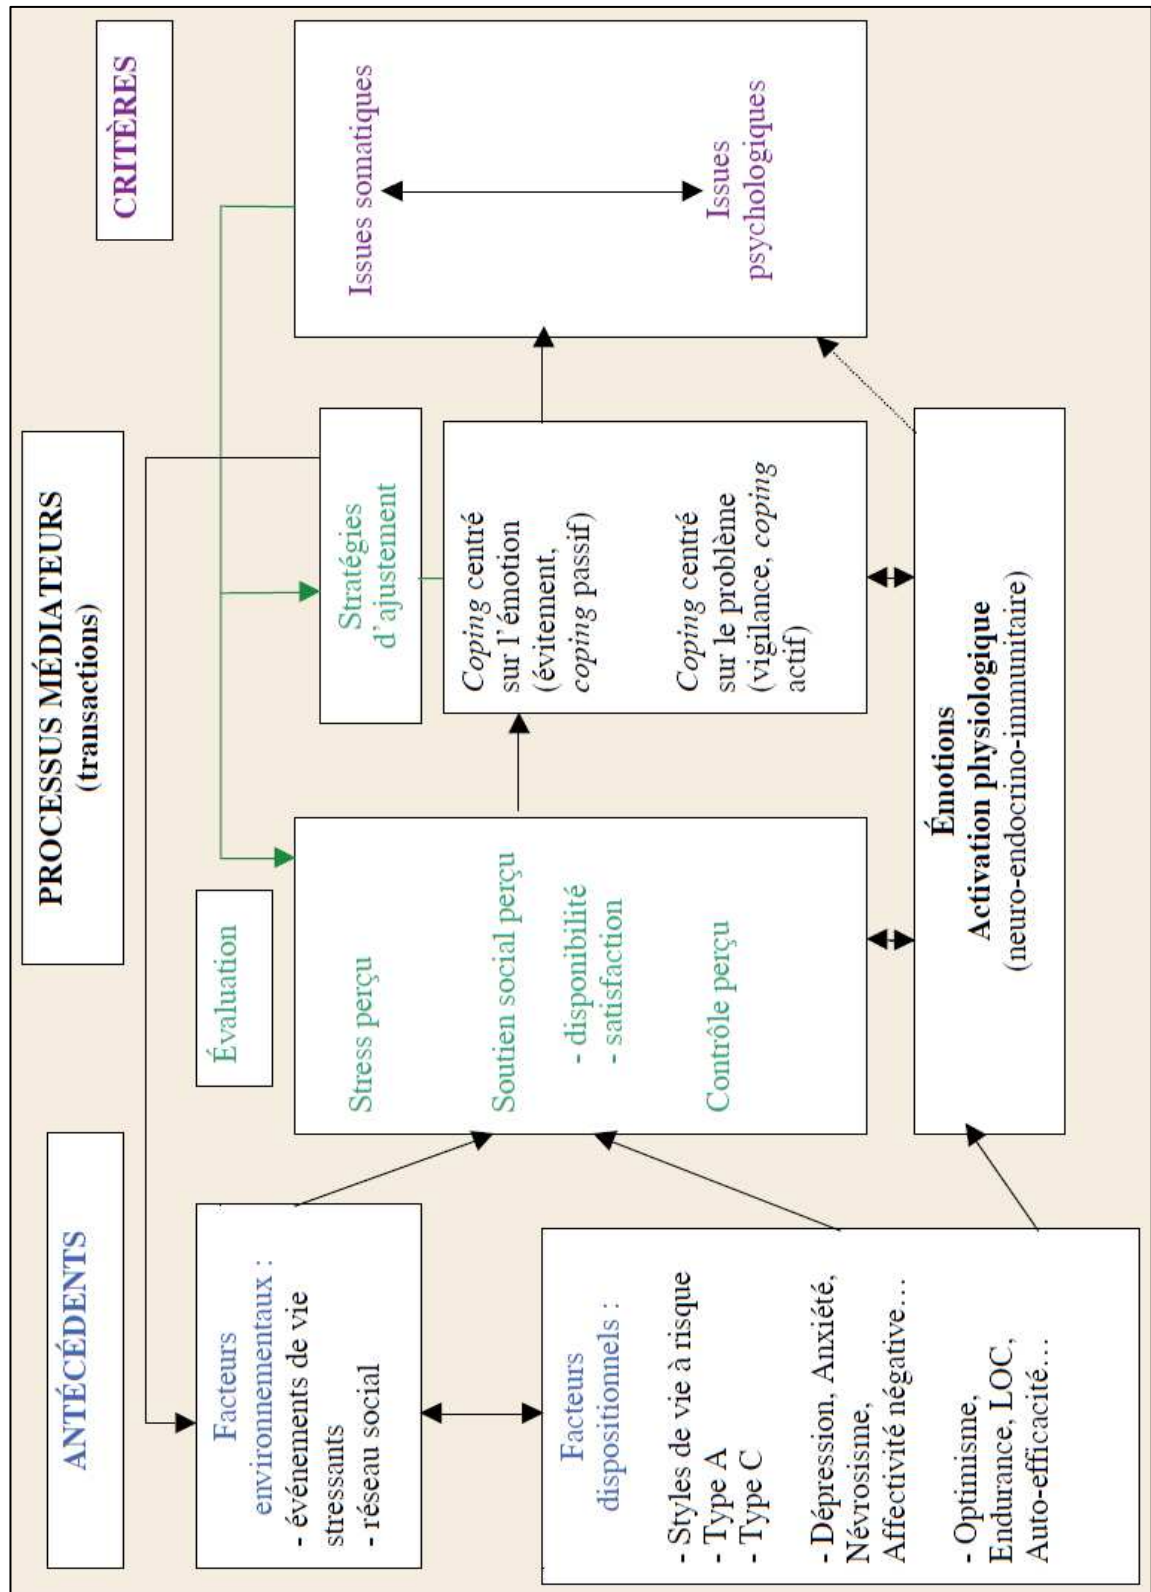 ANTÉCÉDENTS
PROCESSUS MÉDIATEURS
(transactions)
CRITÈRES
Facteurs
environnementaux :
- événements de vie
stressants
- réseau social
Facteurs
dispositionnels :
- Styles de vie à risque
- Type A
- Type C
- Dépression, Anxiété,
Névrosisme,
Affectivité négative…
- Optimisme,
Endurance, LOC,
Auto-efficacité…
Évaluation
Stress perçu
Soutien social perçu
- disponibilité
- satisfaction
Contrôle perçu
Stratégies
d'ajustement
Coping centré
sur l'émotion
(évitement,
coping passif)
Coping centré
sur le problème
(vigilance, coping
actif)
Émotions
Activation physiologique
(neuro-endocrino-immunitaire)
Issues somatiques
Issues
psychologiques